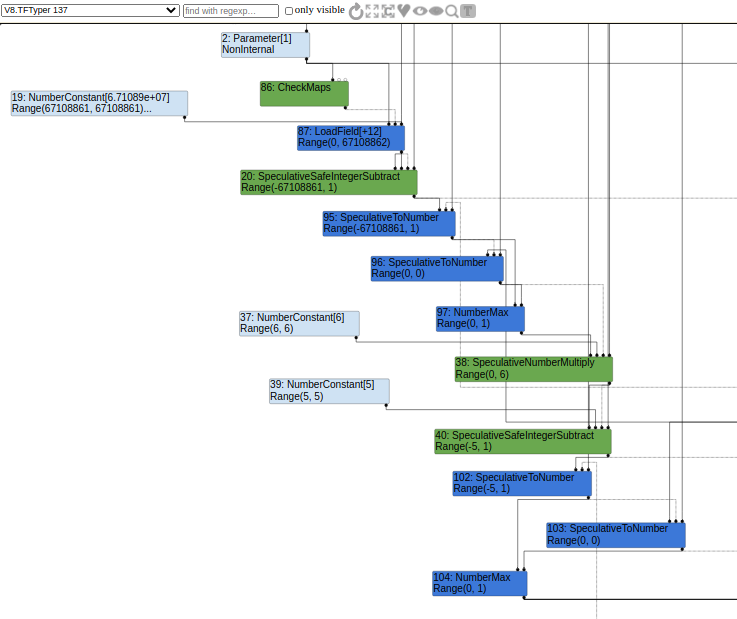 V8.TFTyper 137
find with regexp...
only visible
2: Parameter[1]
NonInternal
86: CheckMaps
19: NumberConstant[6.71089e+07]
Range(67108861, 67108861)...
87: LoadField[+12]
Range(0, 67108862)
20: SpeculativeSafeIntegerSubtract
Range(-67108861, 1)
95: SpeculativeToNumber
Range(-67108861, 1)
96: SpeculativeToNumber
Range(0, 0)
37: NumberConstant[6]
Range(6, 6)
97: NumberMax
Range(0, 1)
38: SpeculativeNumberMultiply
Range(0, 6)
39: NumberConstant[5]
Range(5, 5)
40: SpeculativeSafeIntegerSubtract
Range(-5, 1)
102: SpeculativeToNumber
Range(-5, 1)
103: SpeculativeToNumber
Range(0, 0)
104: NumberMax
Range(0, 1)